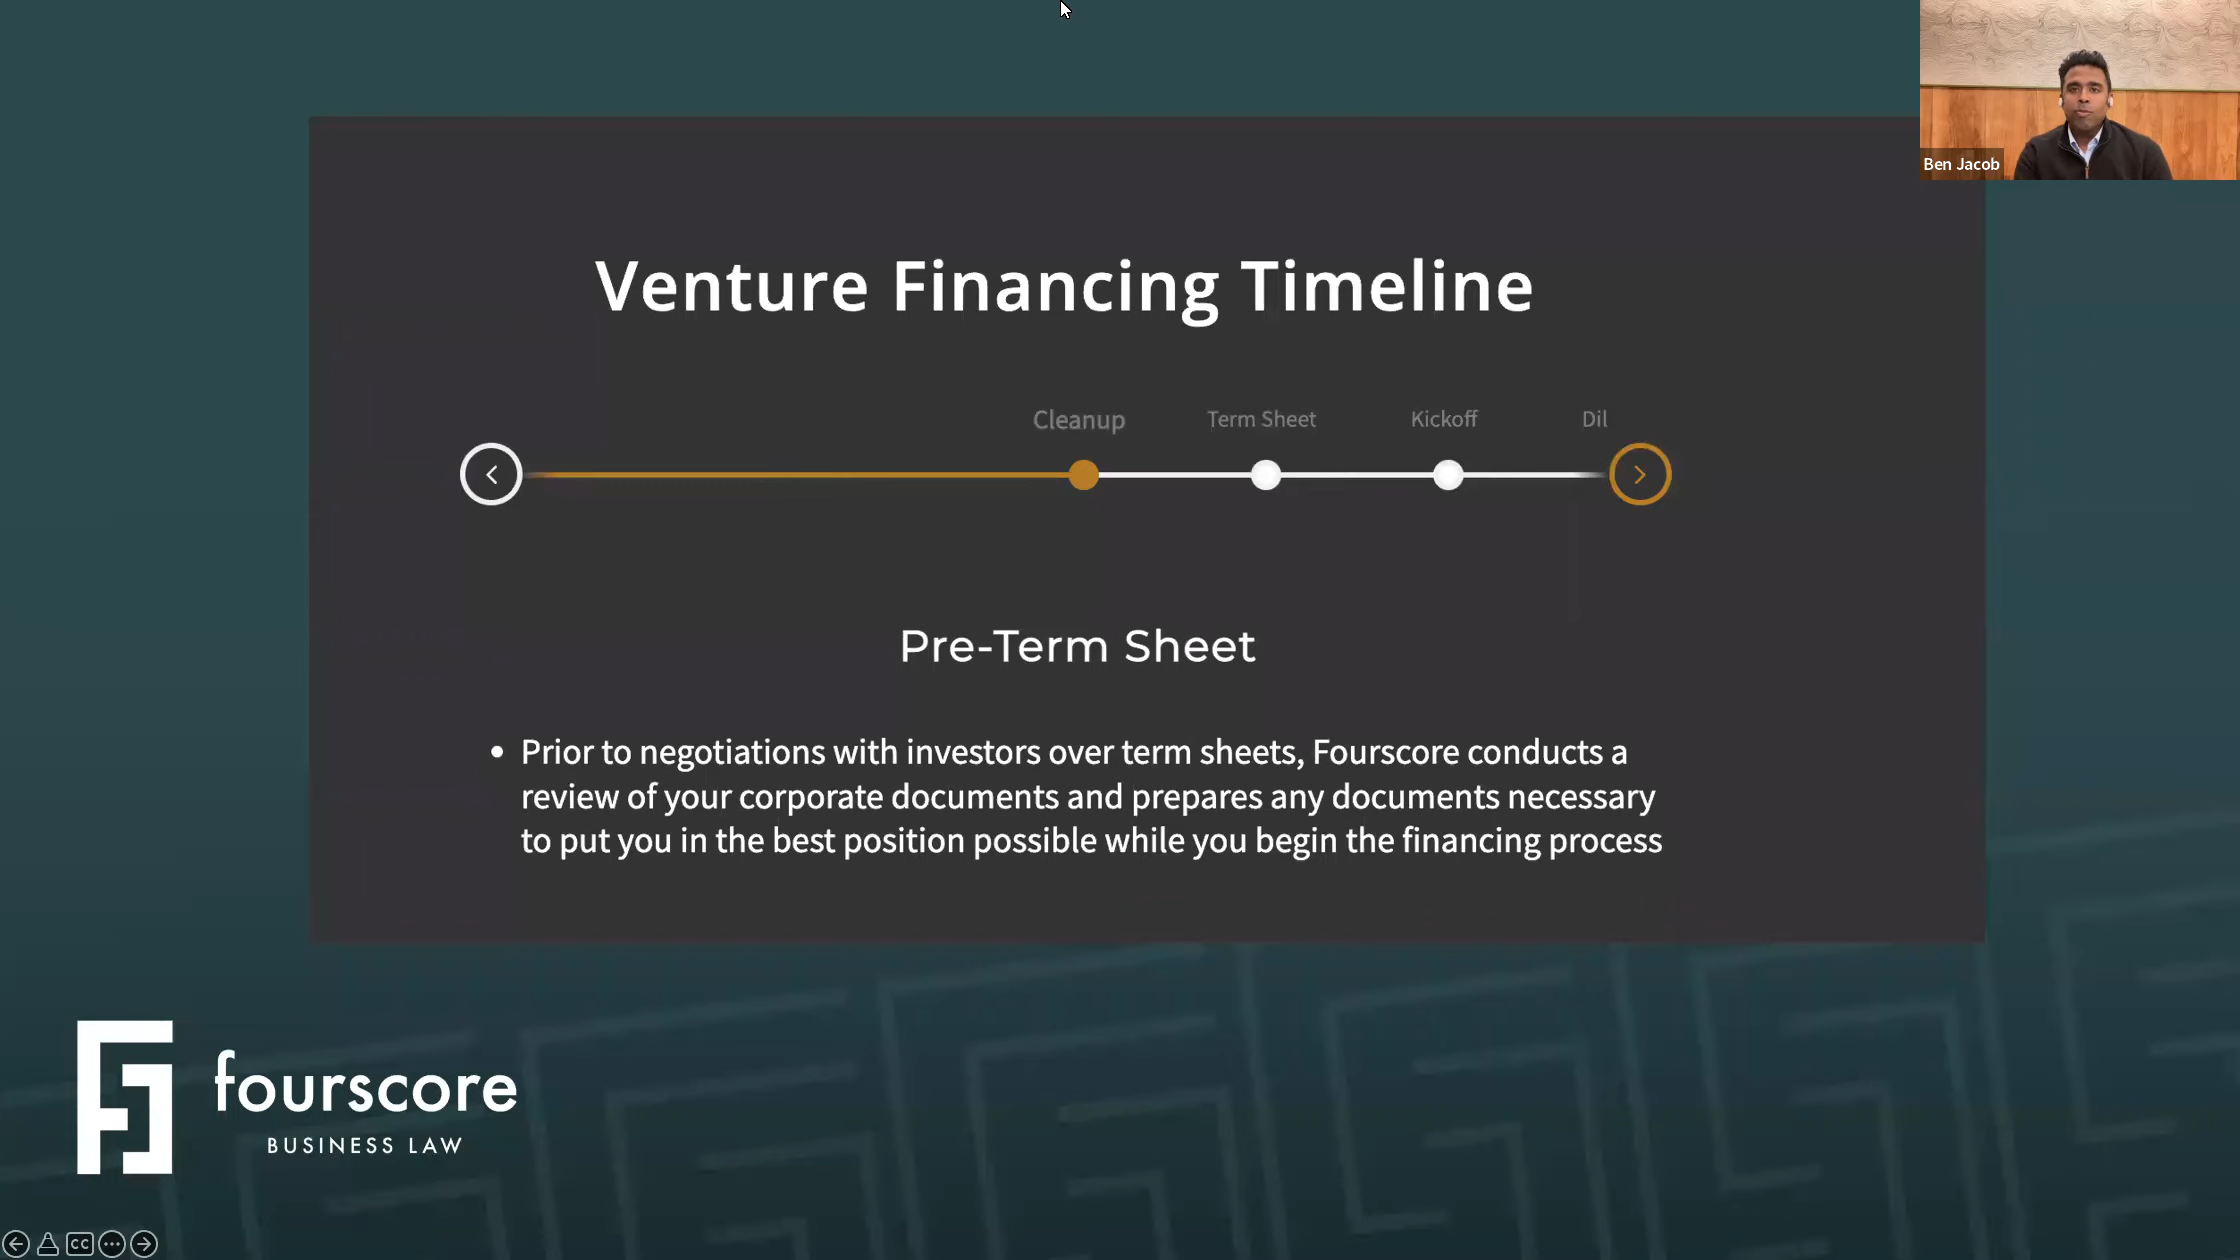 Ben Jacob
Venture Financing Timeline
Cleanup
Term Sheet
Kickoff
Dil
Pre-Term Sheet
• Prior to negotiations with investors over term sheets, Fourscore conducts a
review of your corporate documents and prepares any documents necessary
to put you in the best position possible while you begin the financing process
fourscore
BUSINESS LAW
CC